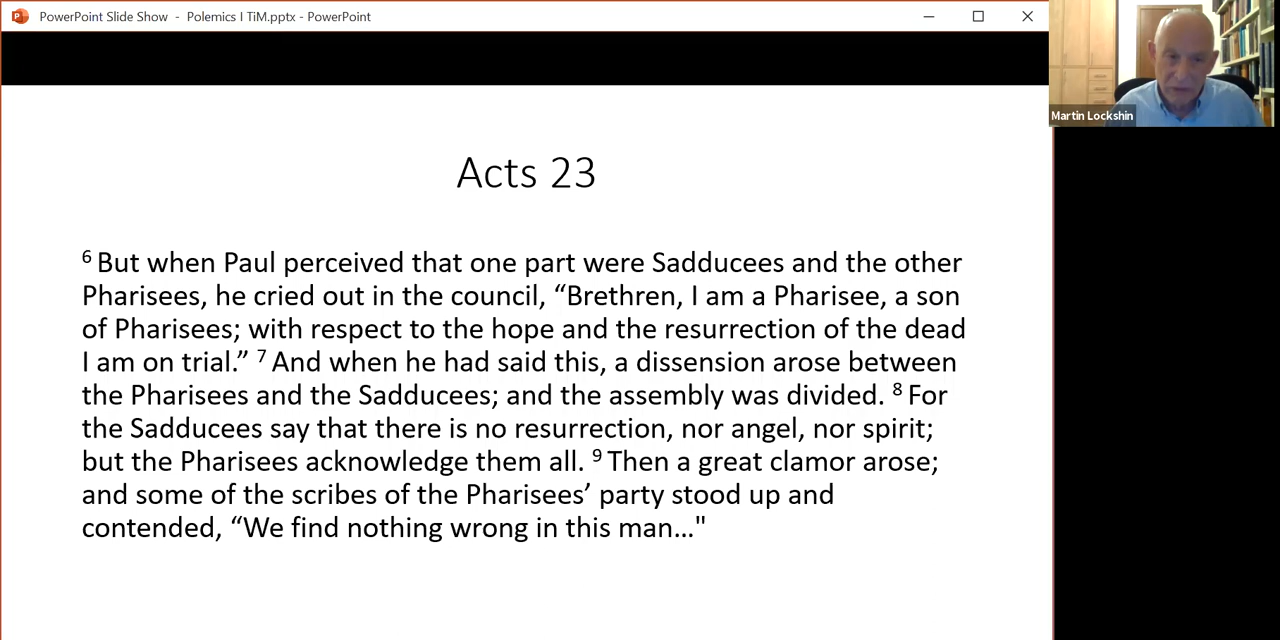 PowerPoint Slide Show - Polemics I TiM.pptx - PowerPoint
Martin Lockshin
Acts 23
6 But when Paul perceived that one part were Sadducees and the other
Pharisees, he cried out in the council, “Brethren, I am a Pharisee, a son
of Pharisees; with respect to the hope and the resurrection of the dead
I am on trial.” 7 And when he had said this, a dissension arose between
the Pharisees and the Sadducees; and the assembly was divided. 8 For
the Sadducees say that there is no resurrection, nor angel, nor spirit;
but the Pharisees acknowledge them all. 9 Then a great clamor arose;
and some of the scribes of the Pharisees’ party stood up and
contended, “We find nothing wrong in this man…"